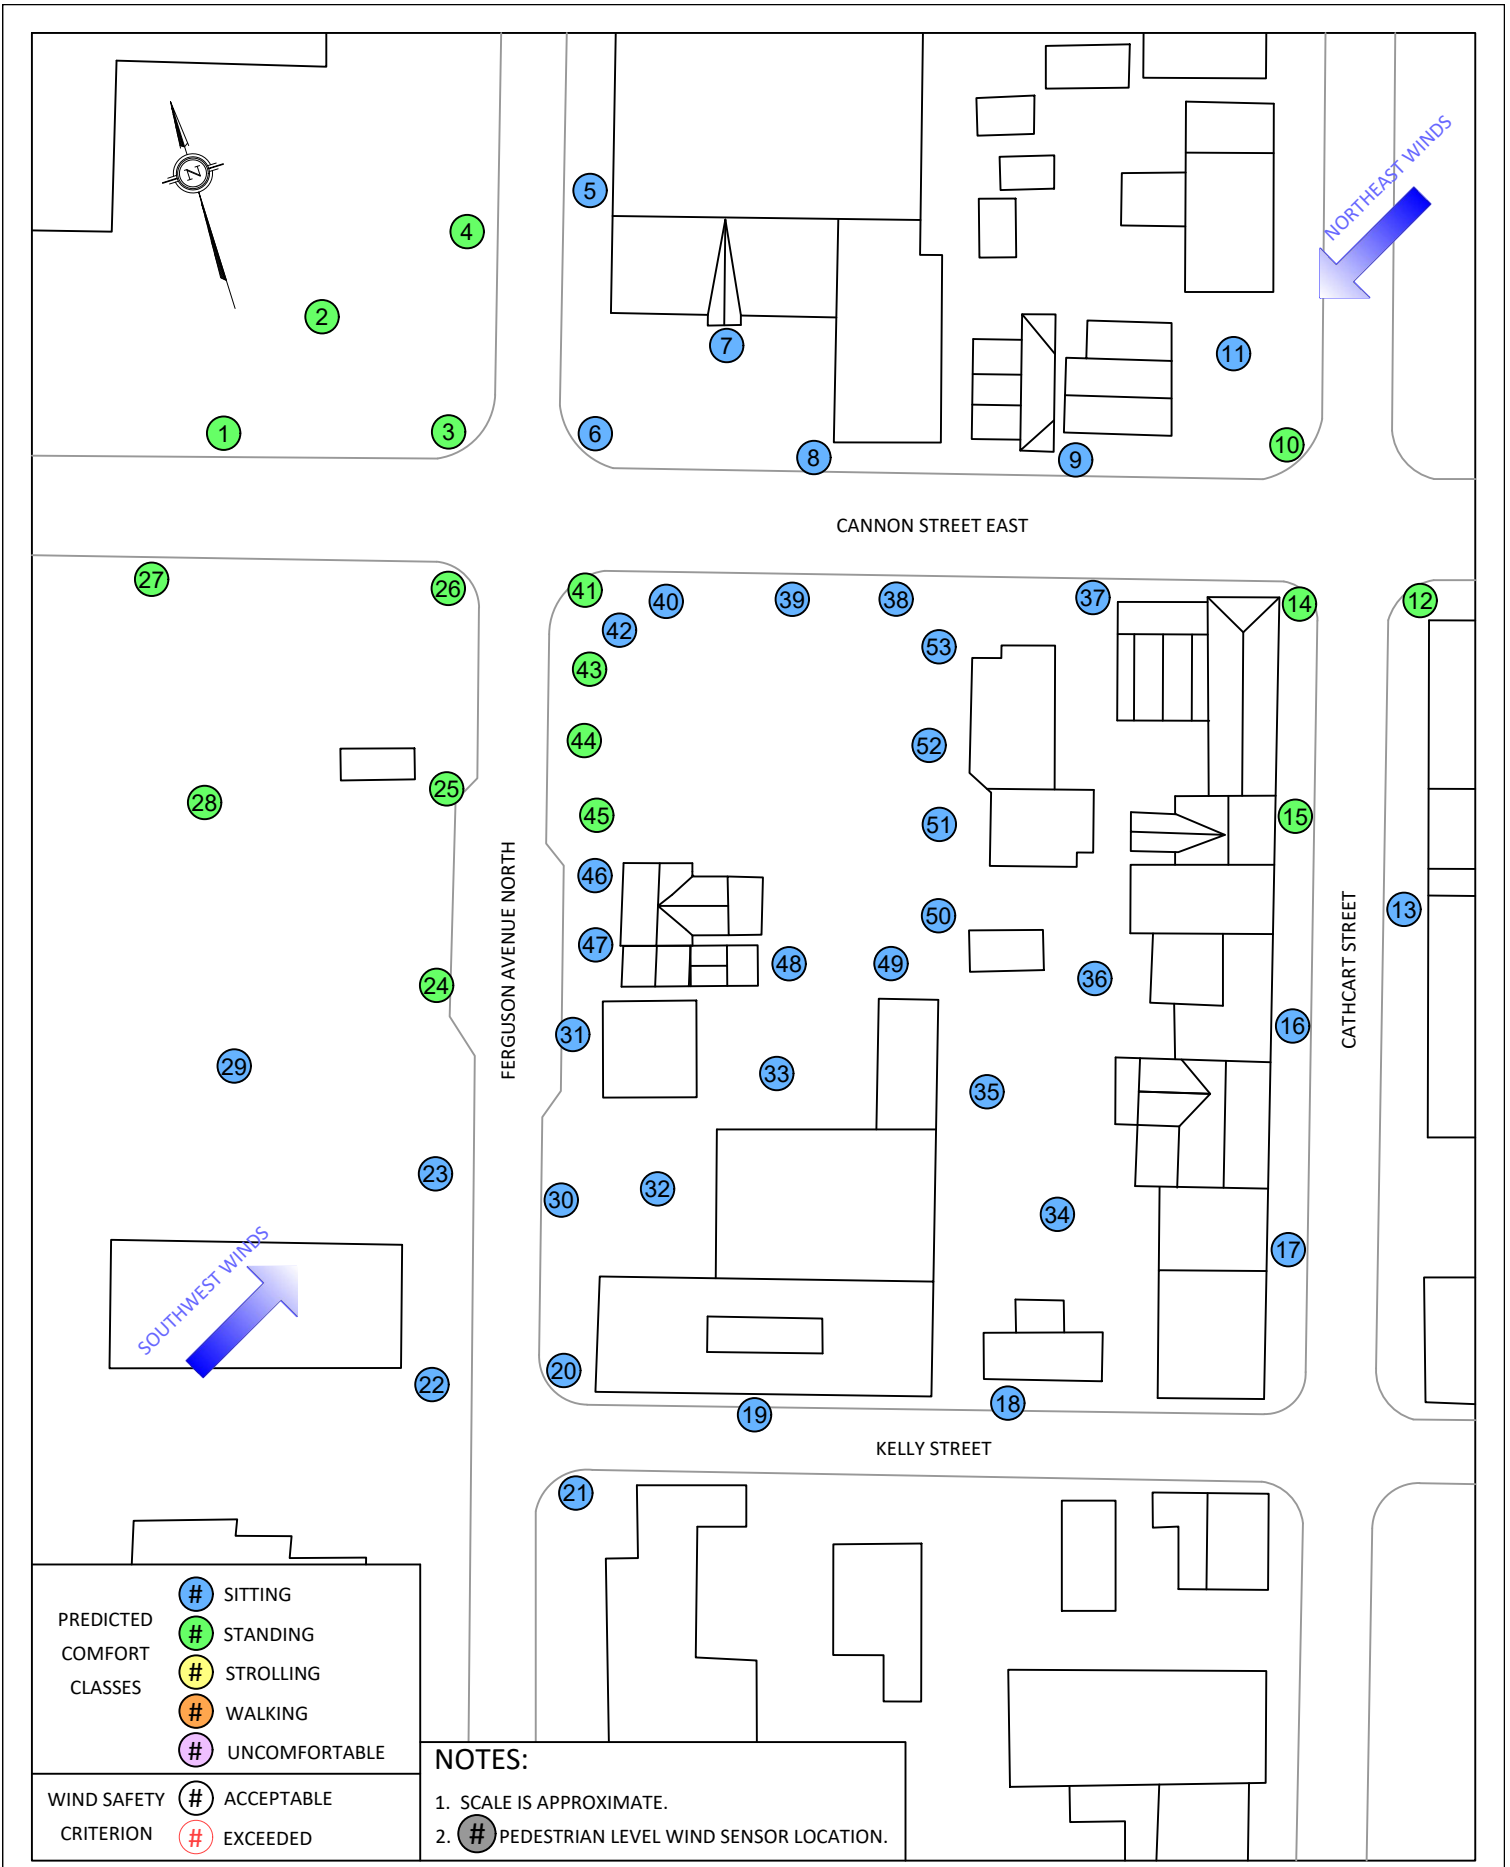 NORTHEAST WINDS
N
5
4
2
7
11
1
3
6
8
9
10
CANNON STREET EAST
27
26
41
40
39
38
37
14
12
42
53
43
44
52
25
28
45
51
15
FERGUSON AVENUE NORTH
46
CATHCART STREET
13
50
47
48
49
36
24
31
16
29
33
35
23
32
30
34
17
SOUTHWEST WINDS
20
22
18
19
KELLY STREET
21
PREDICTED
COMFORT
CLASSES
# SITTING
# STANDING
# STROLLING
# WALKING
# UNCOMFORTABLE
WIND SAFETY
CRITERION
# ACCEPTABLE
# EXCEEDED
NOTES:
1. SCALE IS APPROXIMATE.
2. # PEDESTRIAN LEVEL WIND SENSOR LOCATION.